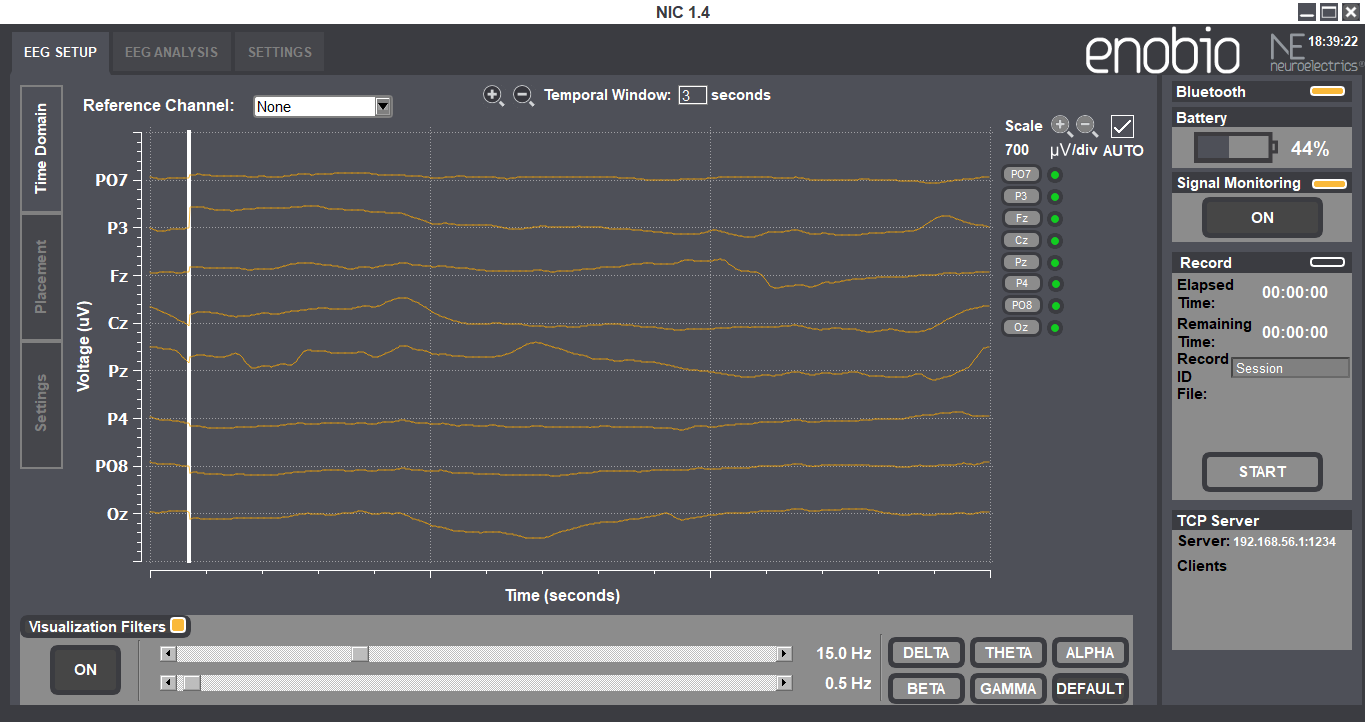 NIC 1.4
EEG SETUP
EEG ANALYSIS
SETTINGS
enobio
NE
neuroelectrics®
18:39:22
Time Domain
Placement
Settings
Reference Channel:
None
Temporal Window: 3 seconds
Scale
700 µV/div AUTO
PO7
P3
Fz
Cz
Pz
P4
PO8
Oz
Voltage (uV)
PO7
P3
Fz
Cz
Pz
P4
PO8
Oz
Time (seconds)
Bluetooth
Battery
44%
Signal Monitoring
ON
Record
Elapsed
Time:
00:00:00
Remaining
Time:
00:00:00
Record
ID
Session
File:
START
TCP Server
Server: 192.168.56.1:1234
Clients
Visualization Filters
ON
15.0 Hz
0.5 Hz
DELTA
THETA
ALPHA
BETA
GAMMA
DEFAULT